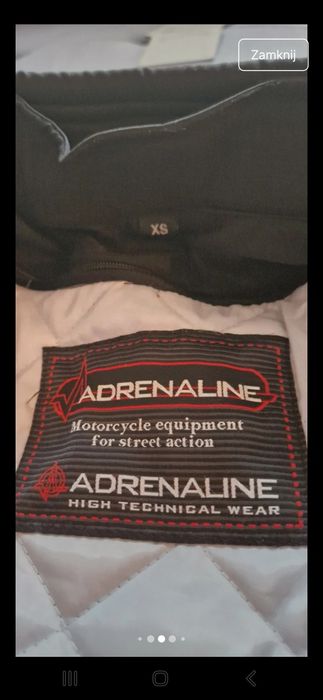 Zamknij
XS
ADRENALINE
Motorcycle equipment
for street action
ADRENALINE
HIGH TECHNICAL WEAR